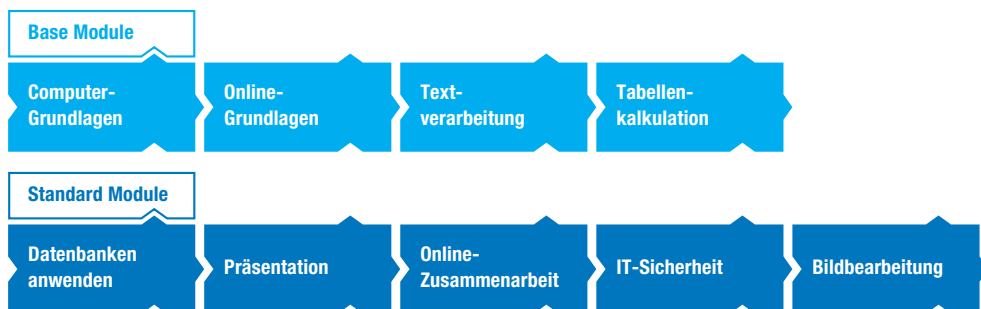 Base Module
Computer-
Grundlagen
Online-
Grundlagen
Text-
verarbeitung
Tabellen-
kalkulation
Standard Module
Datenbanken
anwenden
Präsentation
Online-
Zusammenarbeit
IT-Sicherheit
Bildbearbeitung